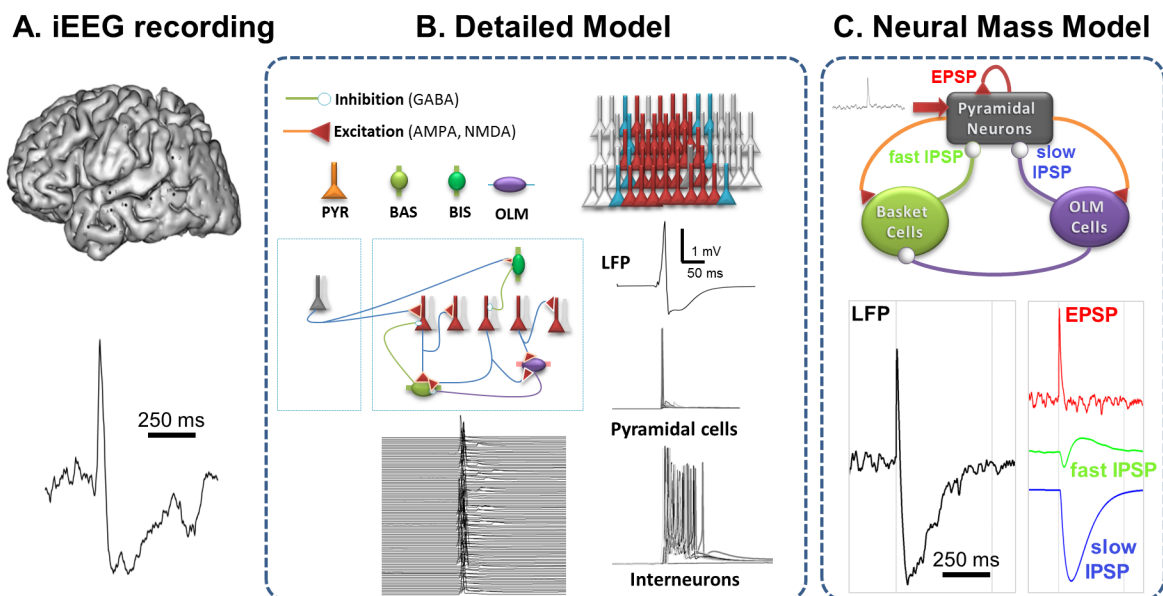 A. iEEG recording
250 ms
B. Detailed Model
Inhibition (GABA)
Excitation (AMPA, NMDA)
PYR
BAS
BIS
OLM
LFP
1 mV
50 ms
Pyramidal cells
Interneurons
C. Neural Mass Model
EPSP
Pyramidal
Neurons
fast IPSP
slow
IPSP
Basket
Cells
OLM
Cells
LFP
250 ms
EPSP
fast IPSP
slow
IPSP